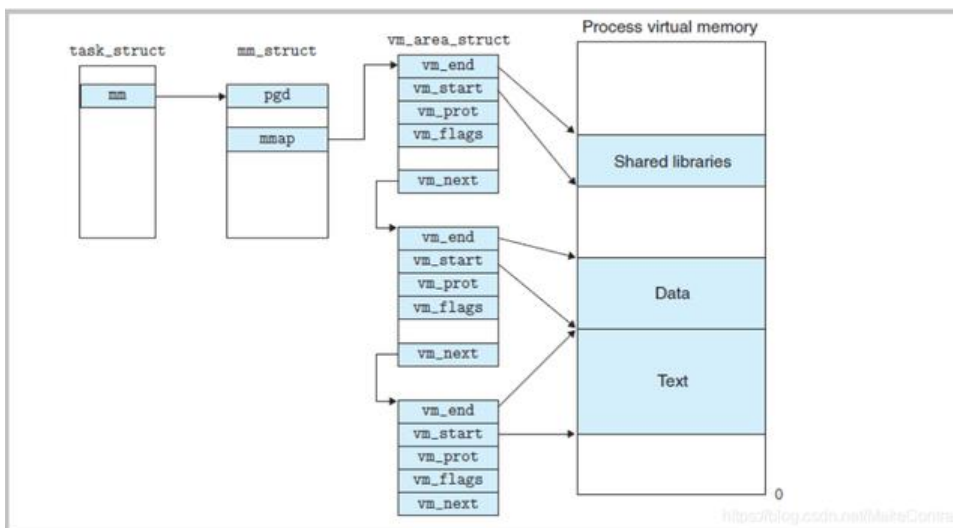 task_struct
mm
mm_struct
pgd
mmap
vm_area_struct
vm_end
vm_start
vm_prot
vm_flags
vm_next
vm_end
vm_start
vm_prot
vm_flags
vm_next
vm_end
vm_start
vm_prot
vm_flags
vm_next
Process virtual memory
Shared libraries
Data
Text
0